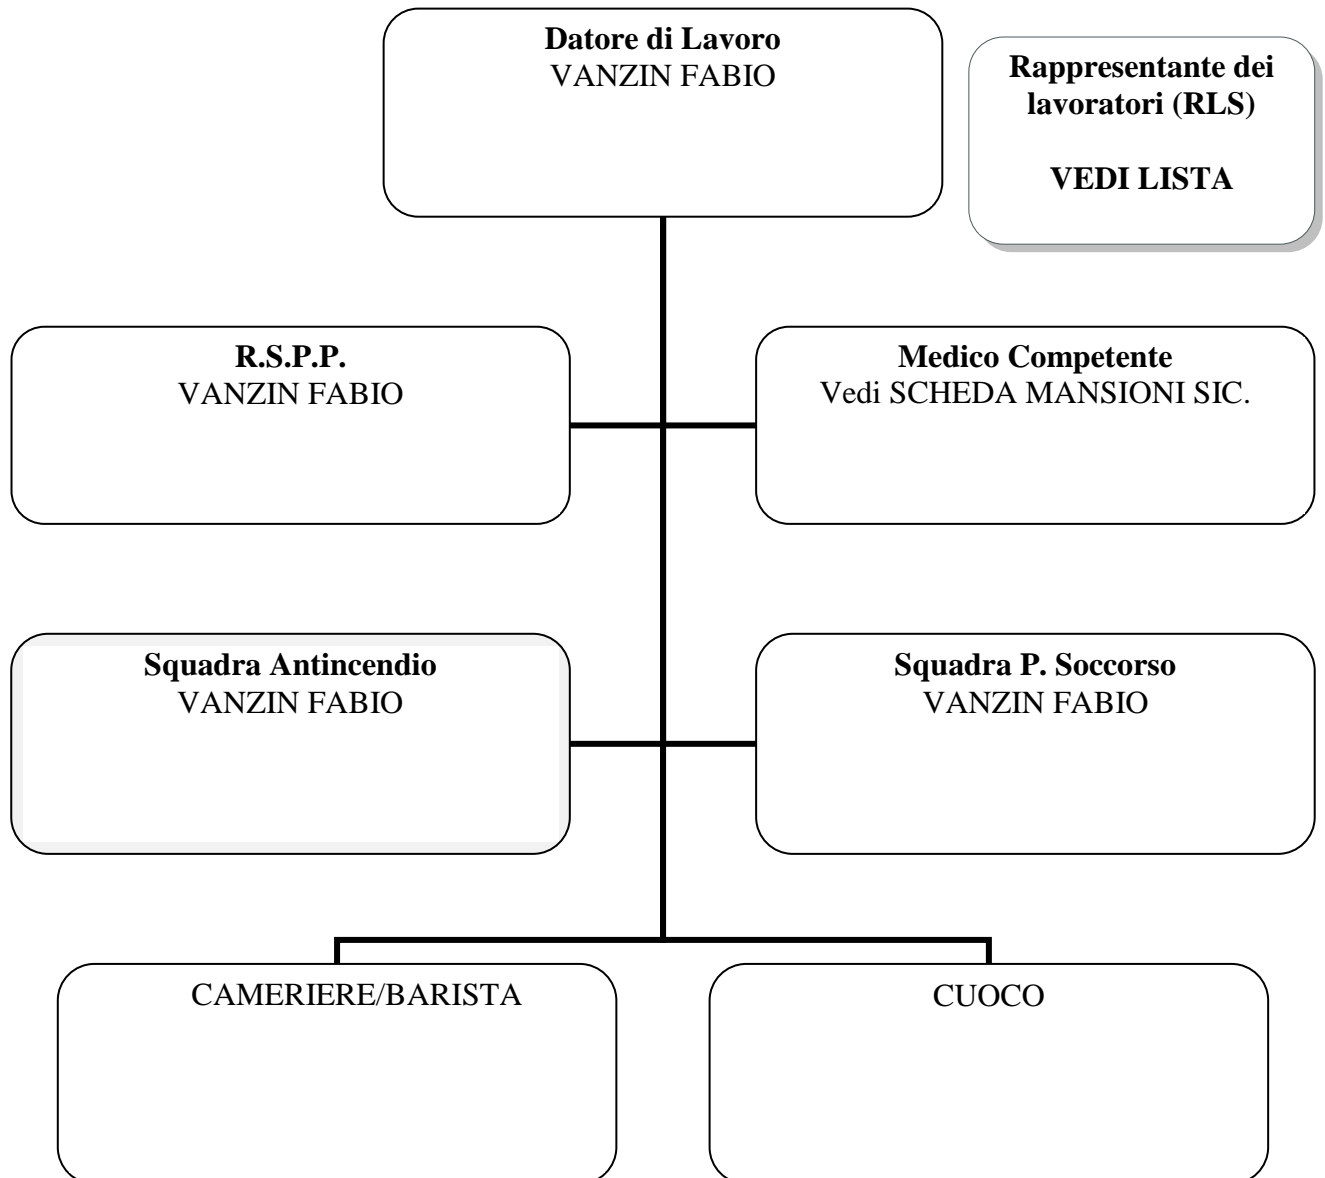 Datore di Lavoro
VANZIN FABIO
Rappresentante dei
lavoratori (RLS)
VEDI LISTA
R.S.P.P.
VANZIN FABIO
Medico Competente
Vedi SCHEDA MANSIONI SIC.
Squadra Antincendio
VANZIN FABIO
Squadra P. Soccorso
VANZIN FABIO
CAMERIERE/BARISTA
CUOCO